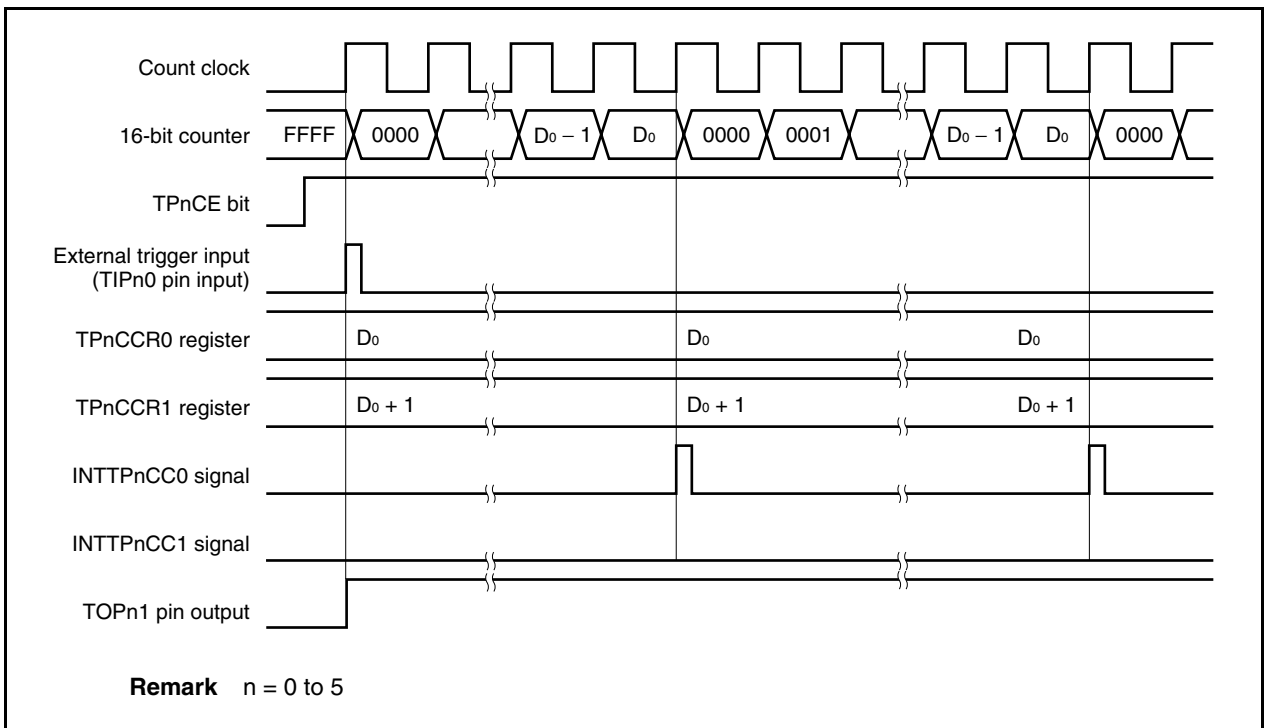 Count clock
16-bit counter FFFF 0000 D₀ − 1 D₀ 0000 0001 D₀ − 1 D₀ 0000
TPnCE bit
External trigger input
(TIPn0 pin input)
TPnCCR0 register D₀ D₀ D₀
TPnCCR1 register D₀ + 1 D₀ + 1 D₀ + 1
INTTPnCC0 signal
INTTPnCC1 signal
TOPn1 pin output
Remark n = 0 to 5